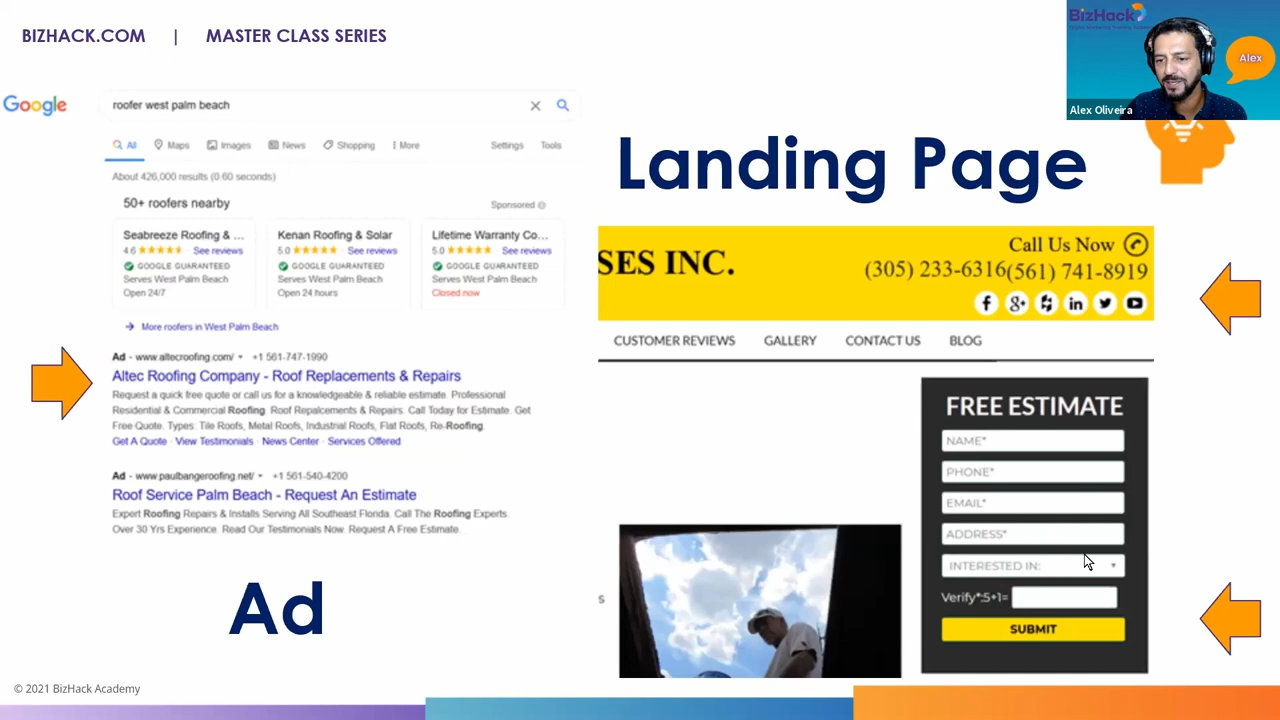 BIZHACK.COM | MASTER CLASS SERIES
BizHack
Alex
Alex Oliveira
Google
roofer west palm beach
All Maps Images News Shopping More Settings Tools
About 426,000 results (0.60 seconds)
50+ roofers nearby
Sponsored
Seabreeze Roofing & ...
4.6 See reviews
GOOGLE GUARANTEED
Serves West Palm Beach
Open 24/7
Kenan Roofing & Solar
5.0 See reviews
GOOGLE GUARANTEED
Serves West Palm Beach
Open 24 hours
Lifetime Warranty Co...
5.0 See reviews
GOOGLE GUARANTEED
Serves West Palm Beach
Closed now
More roofers in West Palm Beach
Ad · www.altecroofing.com/ +1 561-747-1990
Altec Roofing Company - Roof Replacements & Repairs
Request a quick free quote or call us for a knowledgeable & reliable estimate. Professional
Residential & Commercial Roofing. Roof Repalcements & Repairs. Call Today for Estimate. Get
Free Quote. Types: Tile Roofs, Metal Roofs, Industrial Roofs, Flat Roofs, Re-Roofing.
Get A Quote · View Testimonials · News Center · Services Offered
Ad · www.paulbangeroofing.net/ +1 561-540-4200
Roof Service Palm Beach - Request An Estimate
Expert Roofing Repairs & Installs Serving All Southeast Florida. Call The Roofing Experts.
Over 30 Yrs Experience. Read Our Testimonials Now. Request A Free Estimate.
Ad
Landing Page
SES INC.
Call Us Now
(305) 233-6316(561) 741-8919
CUSTOMER REVIEWS GALLERY CONTACT US BLOG
FREE ESTIMATE
NAME*
PHONE*
EMAIL*
ADDRESS*
INTERESTED IN:
Verify*:5+1=
SUBMIT
s
© 2021 BizHack Academy